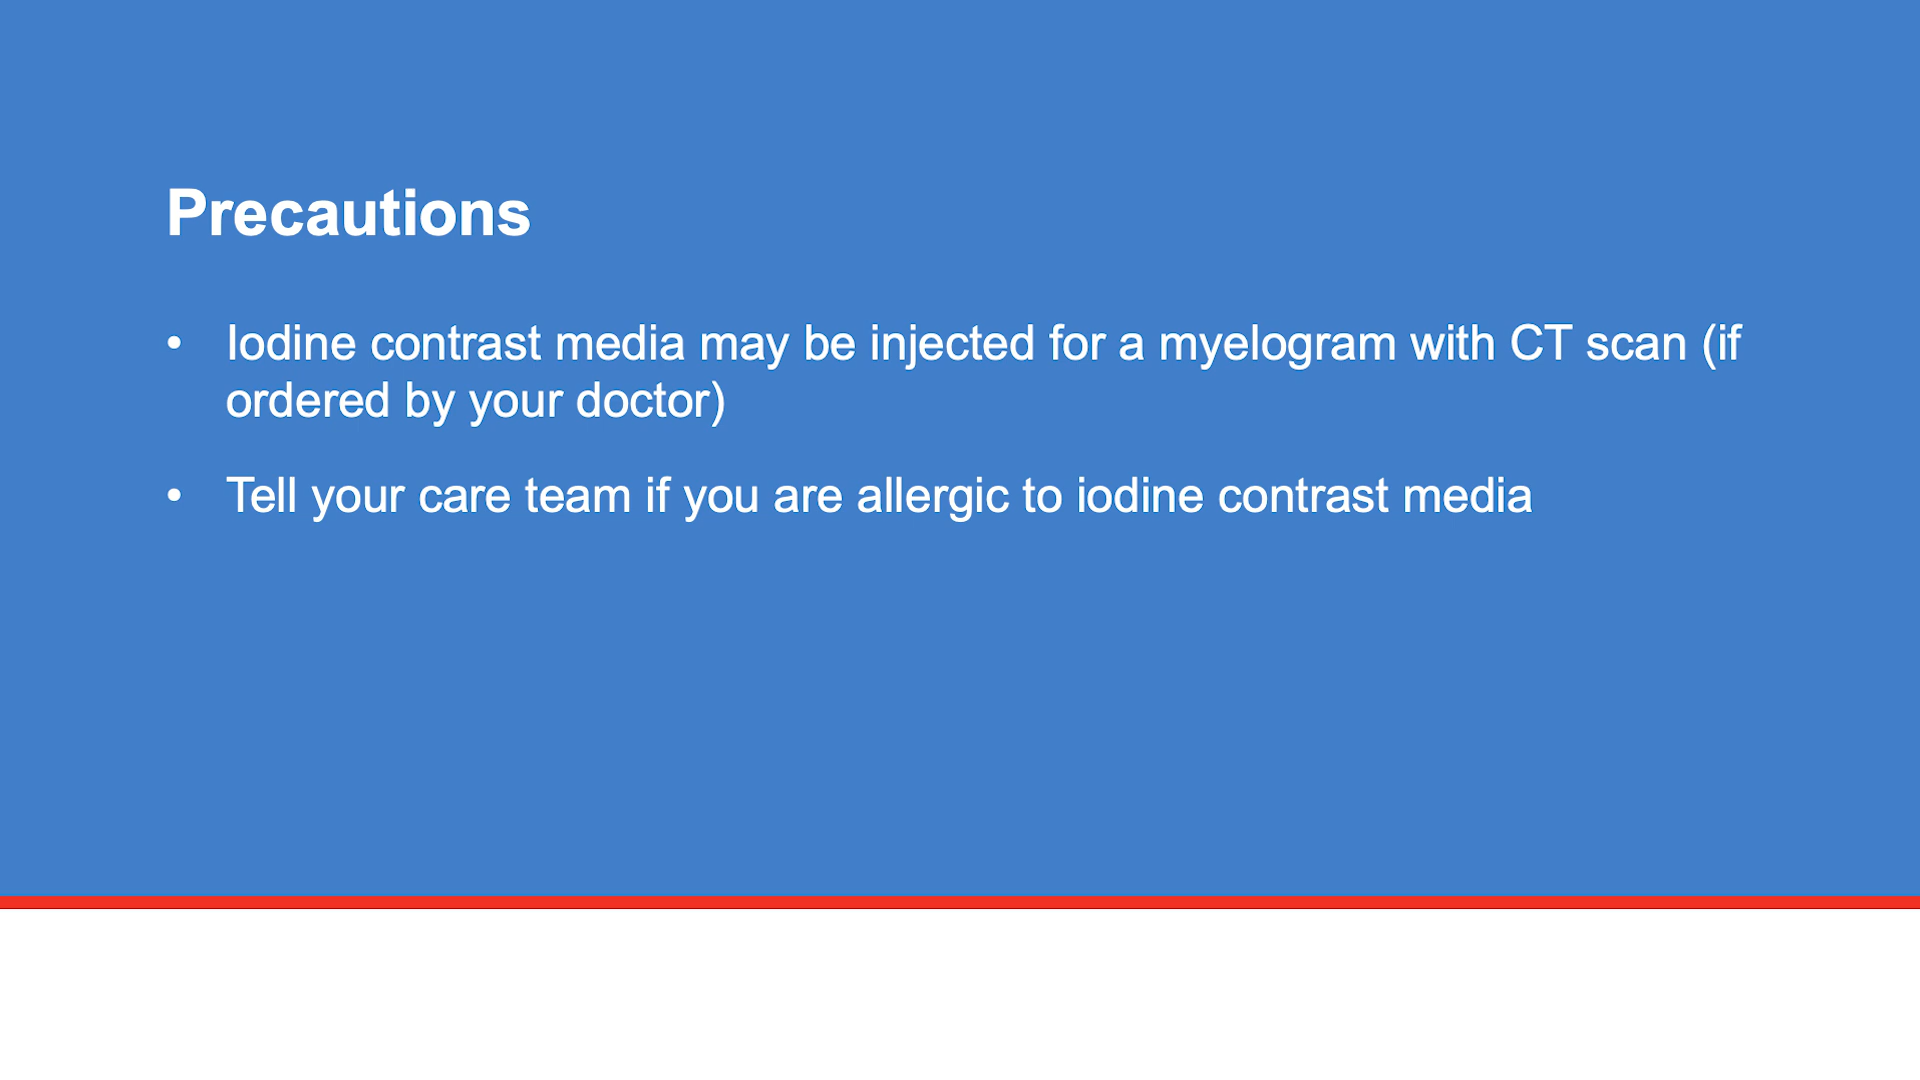 Precautions
• Iodine contrast media may be injected for a myelogram with CT scan (if
ordered by your doctor)
• Tell your care team if you are allergic to iodine contrast media